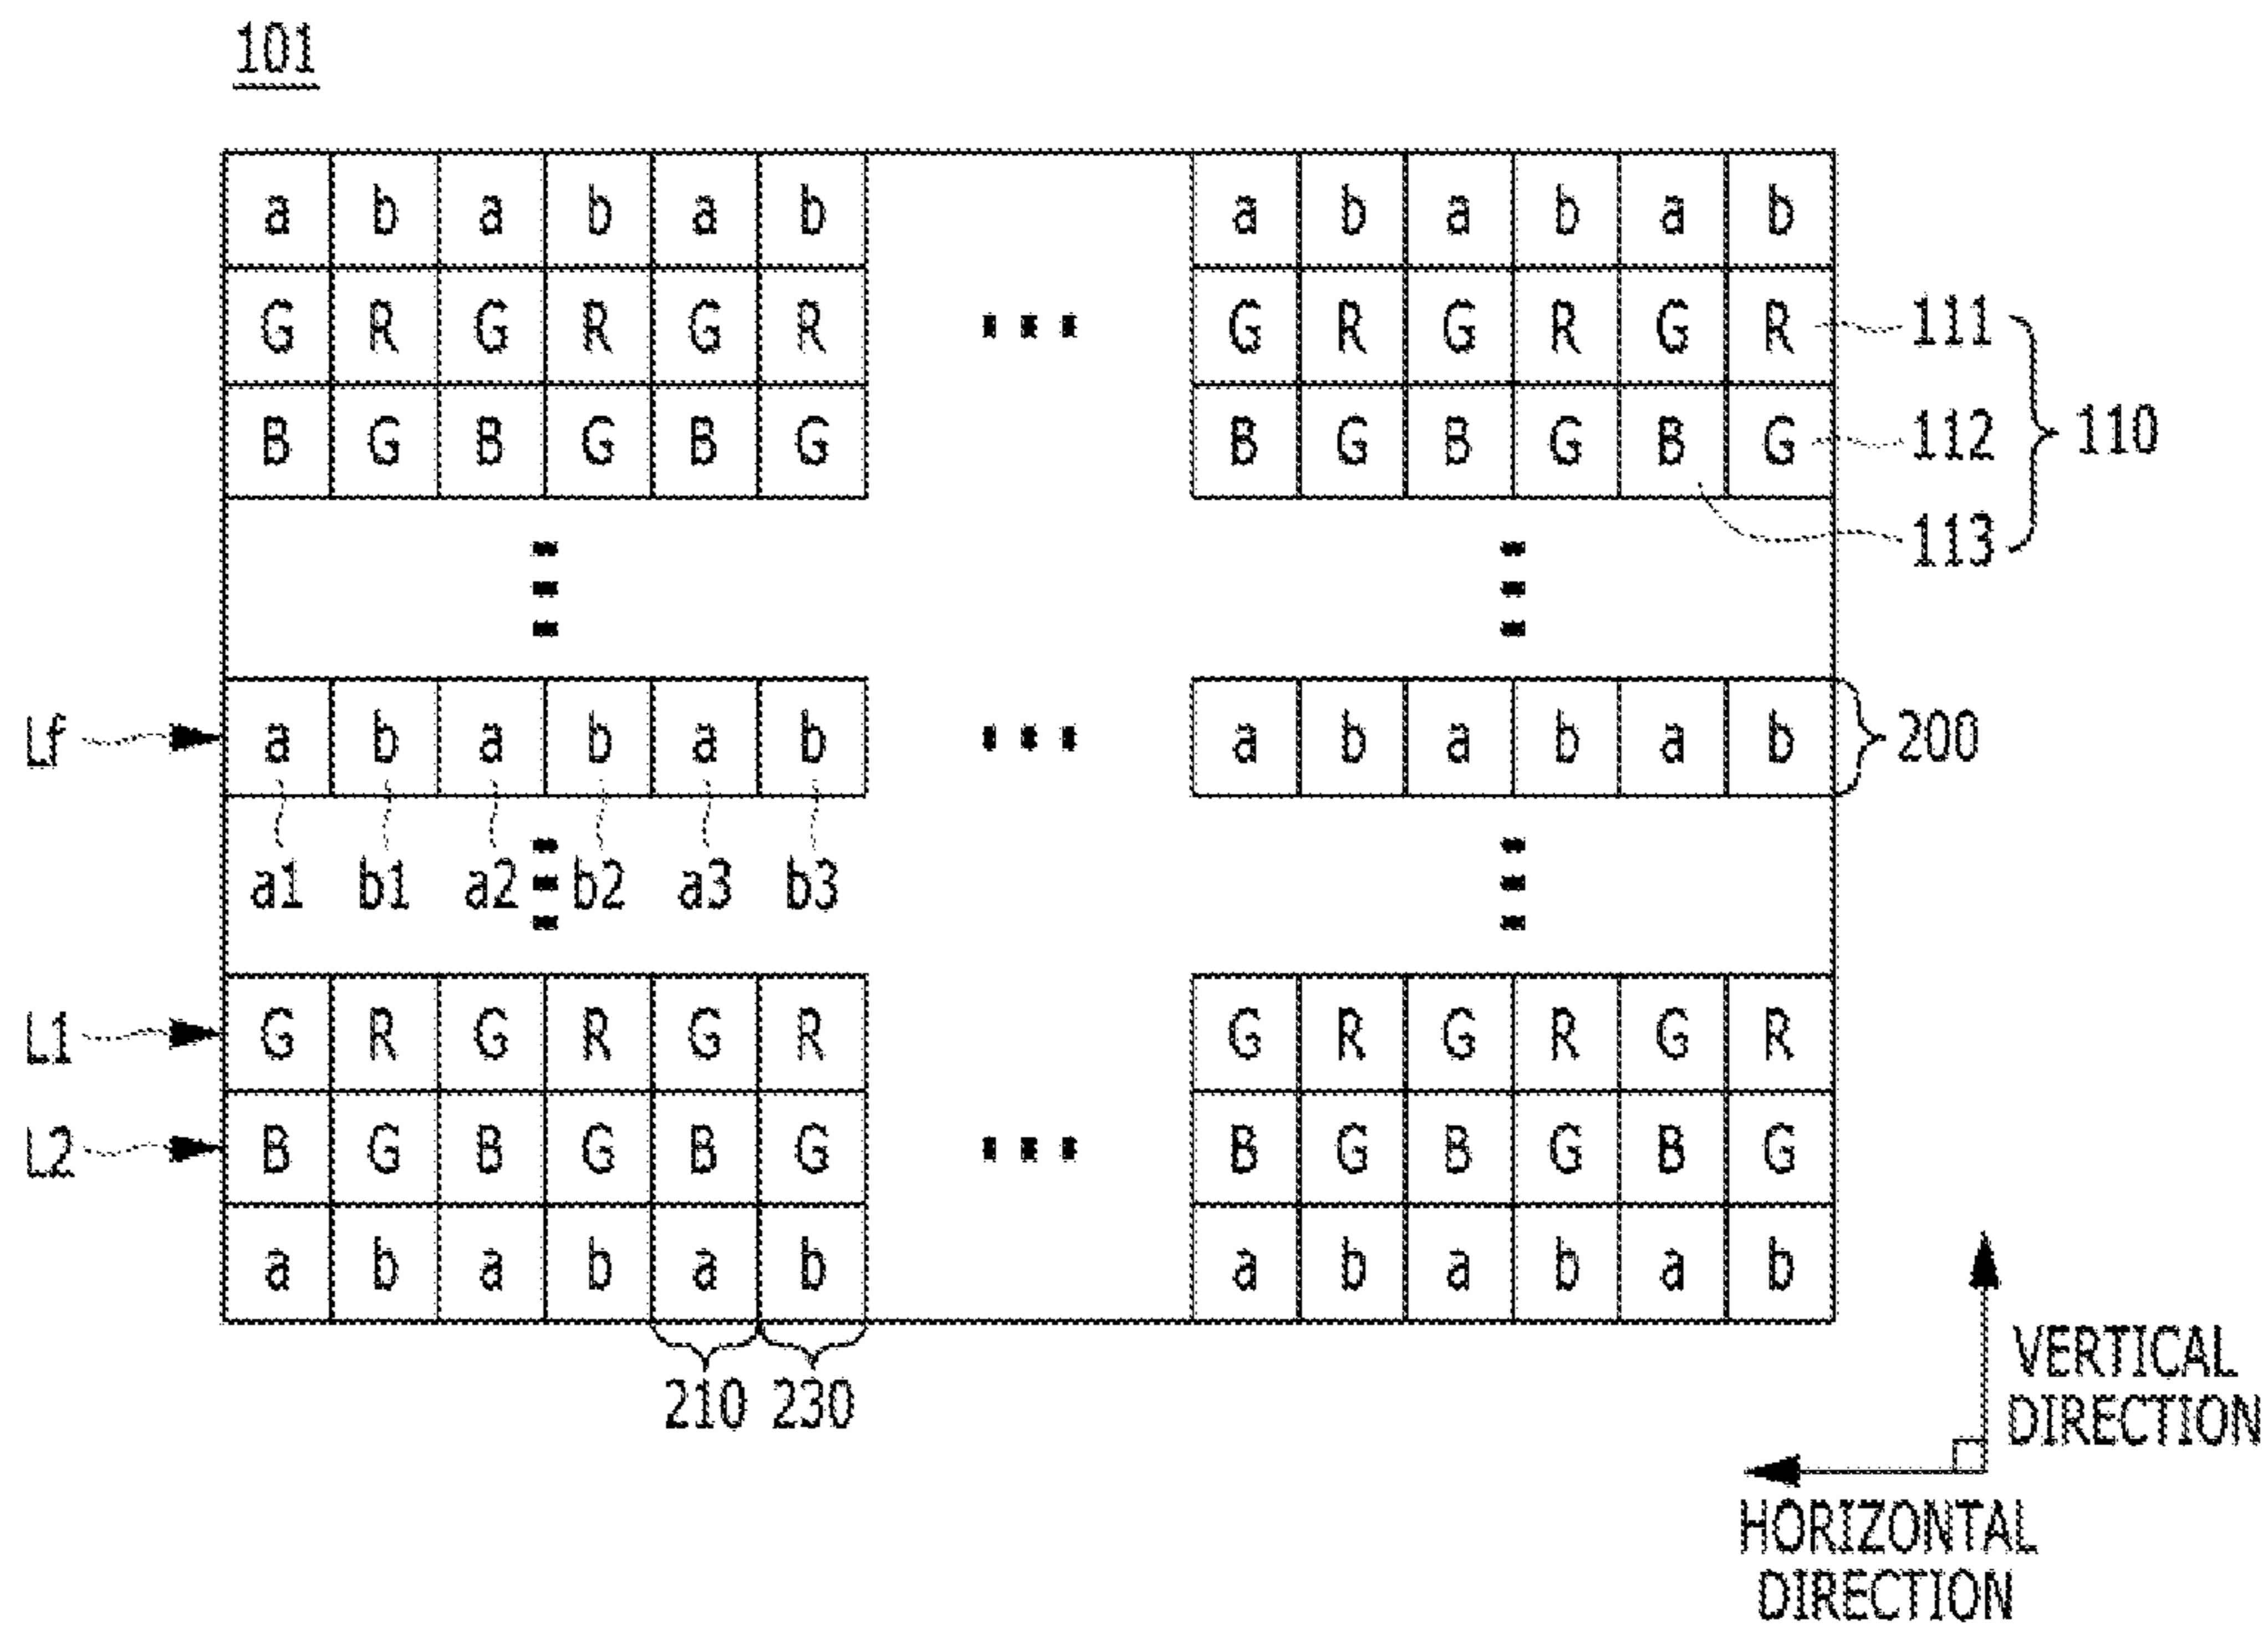 101
a b a b a b a b a b a b
G R G R G R G R G R G R 111
B G B G B G B G B G B G 112 110
113
Lf a b a b a b a b a b a b 200
a1 b1 a2 b2 a3 b3
L1 G R G R G R G R G R G R
L2 B G B G B G B G B G B G
a b a b a b a b a b a b
210 230
VERTICAL
DIRECTION
HORIZONTAL
DIRECTION